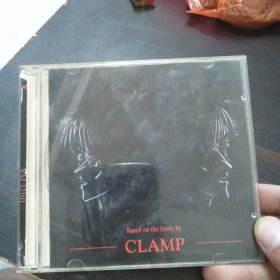 Based on the Story by
CLAMP